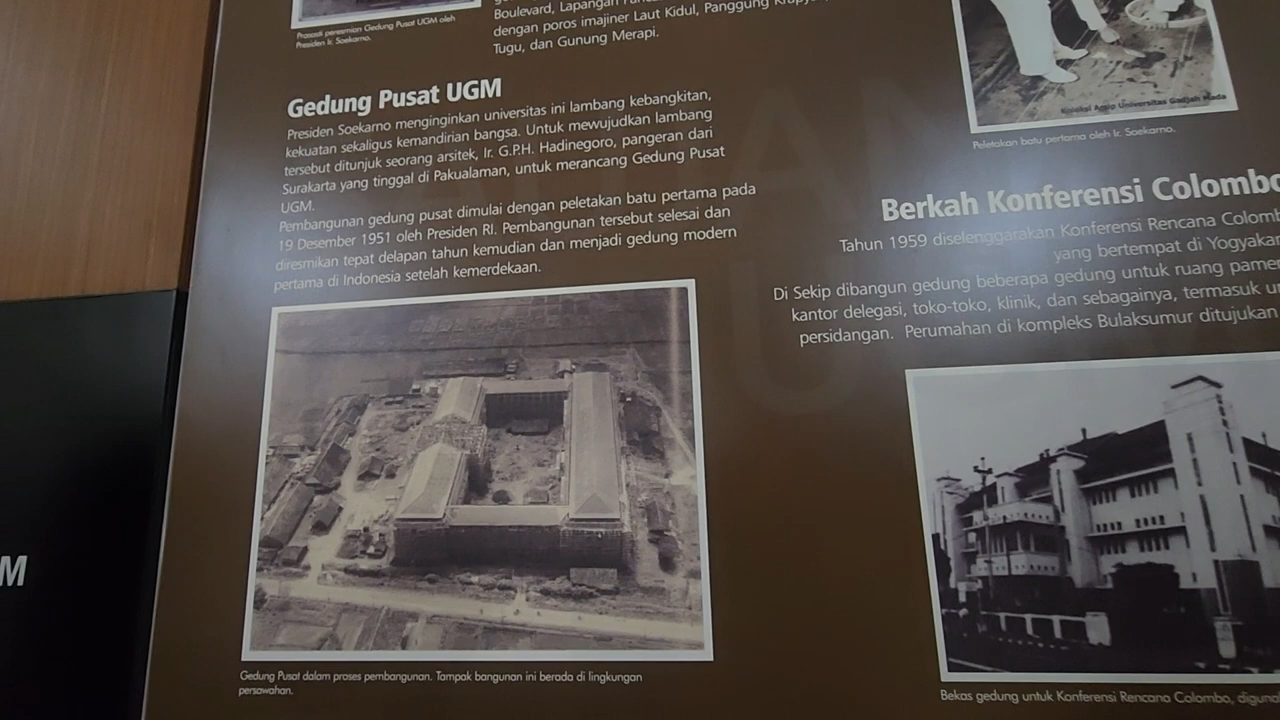 Prasasti peresmian Gedung Pusat UGM oleh
Presiden Ir. Soekarno.
Boulevard, Lapangan
dengan poros imajiner Laut Kidul, Panggung
Tugu, dan Gunung Merapi.
Gedung Pusat UGM
Presiden Soekarno menginginkan universitas ini lambang kebangkitan,
kekuatan sekaligus kemandirian bangsa. Untuk mewujudkan lambang
tersebut ditunjuk seorang arsitek, Ir. G.P.H. Hadinegoro, pangeran dari
Surakarta yang tinggal di Pakualaman, untuk merancang Gedung Pusat
UGM.
Pembangunan gedung pusat dimulai dengan peletakan batu pertama pada
19 Desember 1951 oleh Presiden RI. Pembangunan tersebut selesai dan
diresmikan tepat delapan tahun kemudian dan menjadi gedung modern
pertama di Indonesia setelah kemerdekaan.
Gedung Pusat dalam proses pembangunan. Tampak bangunan ini berada di lingkungan
persawahan.
Koleksi Arsip Universitas Gadjah Mada
Peletakan batu pertama oleh Ir. Soekarno.
Berkah Konferensi Colombo
Tahun 1959 diselenggarakan Konferensi Rencana Colom
yang bertempat di Yogyakar
Di Sekip dibangun gedung beberapa gedung untuk ruang pamer
kantor delegasi, toko-toko, klinik, dan sebagainya, termasuk u
persidangan. Perumahan di kompleks Bulaksumur ditujukan
Bekas gedung untuk Konferensi Rencana Colombo, diguna
M